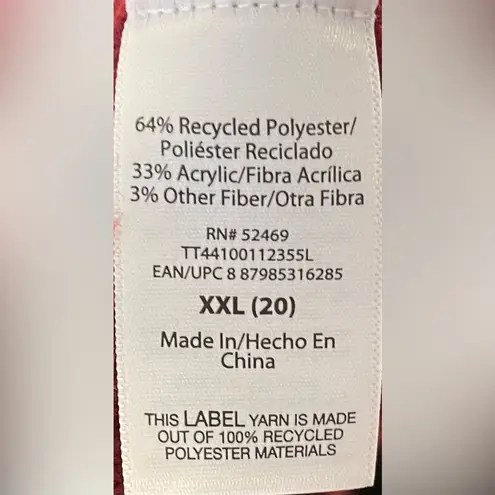 64% Recycled Polyester/
Poliéster Reciclado
33% Acrylic/Fibra Acrílica
3% Other Fiber/Otra Fibra
RN# 52469
TT44100112355L
EAN/UPC 8 87985316285
XXL (20)
Made In/Hecho En
China
THIS LABEL YARN IS MADE
OUT OF 100% RECYCLED
POLYESTER MATERIALS